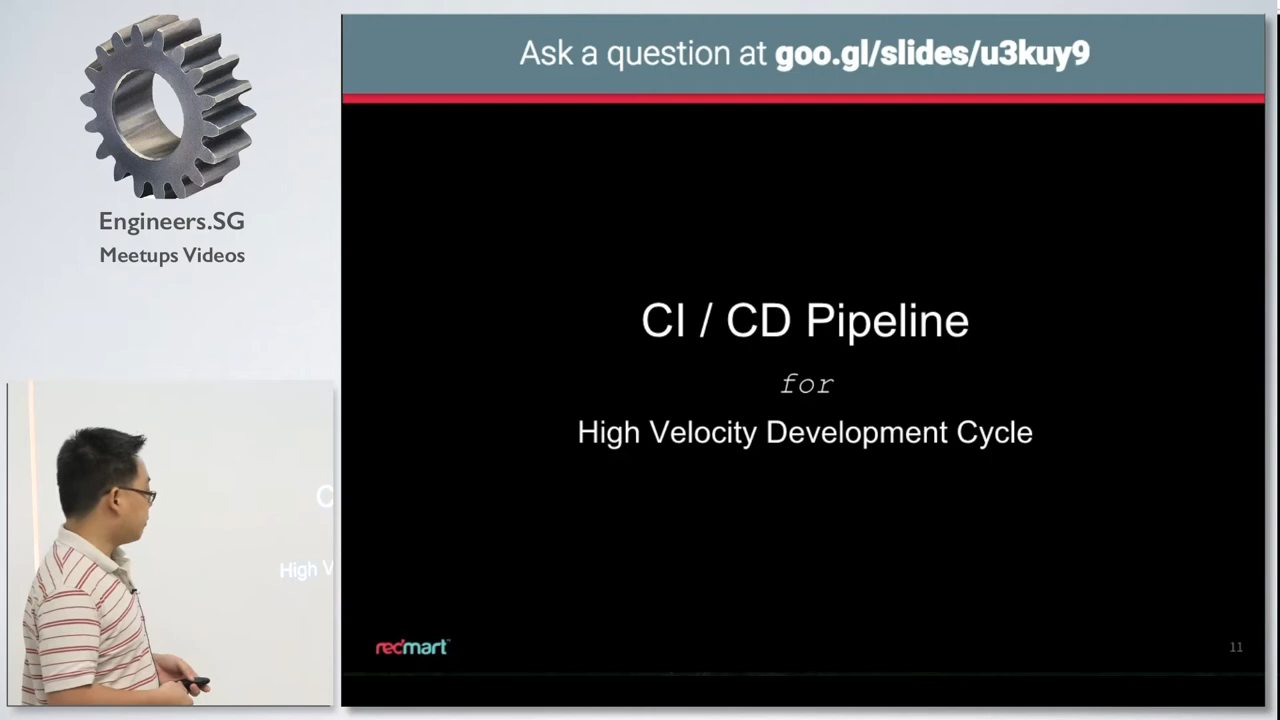 Engineers.SG
Meetups Videos
Ask a question at goo.gl/slides/u3kuy9
CI / CD Pipeline
for
High Velocity Development Cycle
redmart
11
C
High V